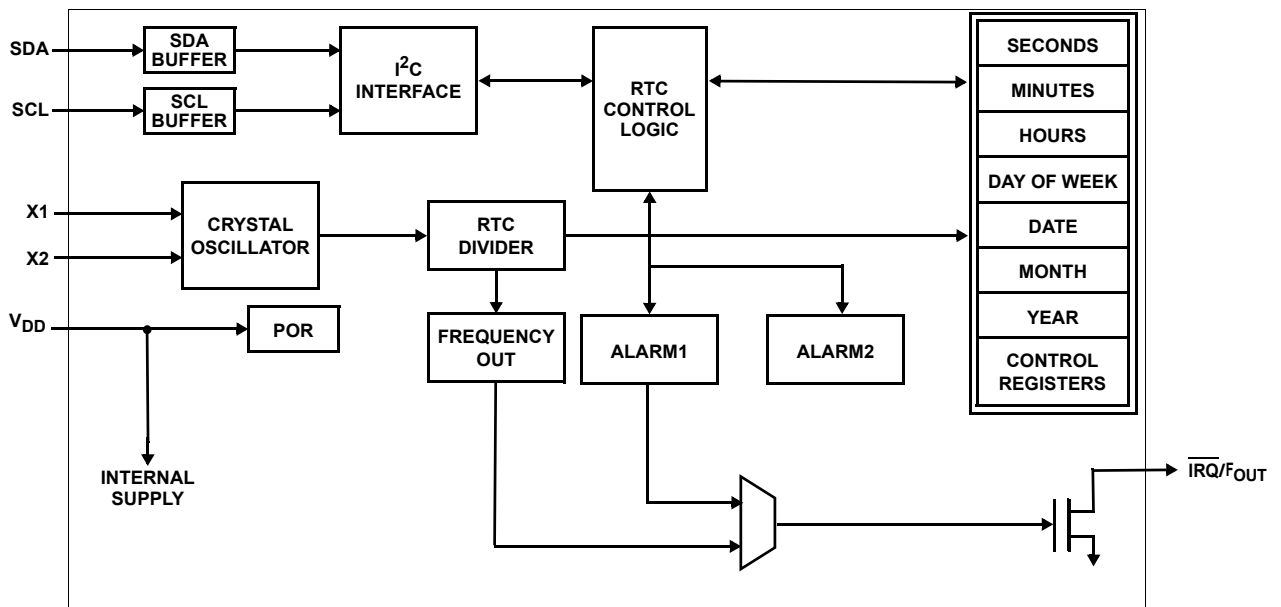 SDA
SDA
BUFFER
I²C
INTERFACE
RTC
CONTROL
LOGIC
SECONDS
MINUTES
HOURS
DAY OF WEEK
DATE
MONTH
YEAR
CONTROL
REGISTERS
SCL
SCL
BUFFER
X1
X2
CRYSTAL
OSCILLATOR
RTC
DIVIDER
VDD
POR
FREQUENCY
OUT
ALARM1
ALARM2
INTERNAL
SUPPLY
I̅R̅Q̅/FOUT